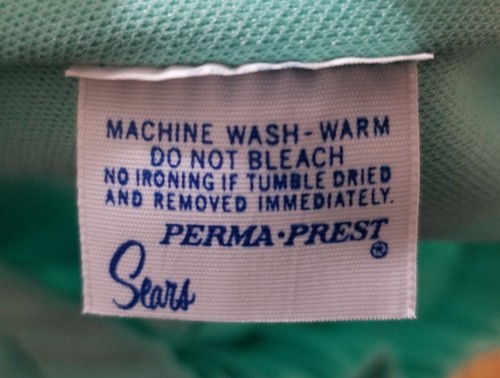 MACHINE WASH-WARM
DO NOT BLEACH
NO IRONING IF TUMBLE DRIED
AND REMOVED IMMEDIATELY.
PERMA·PREST
®
Sears